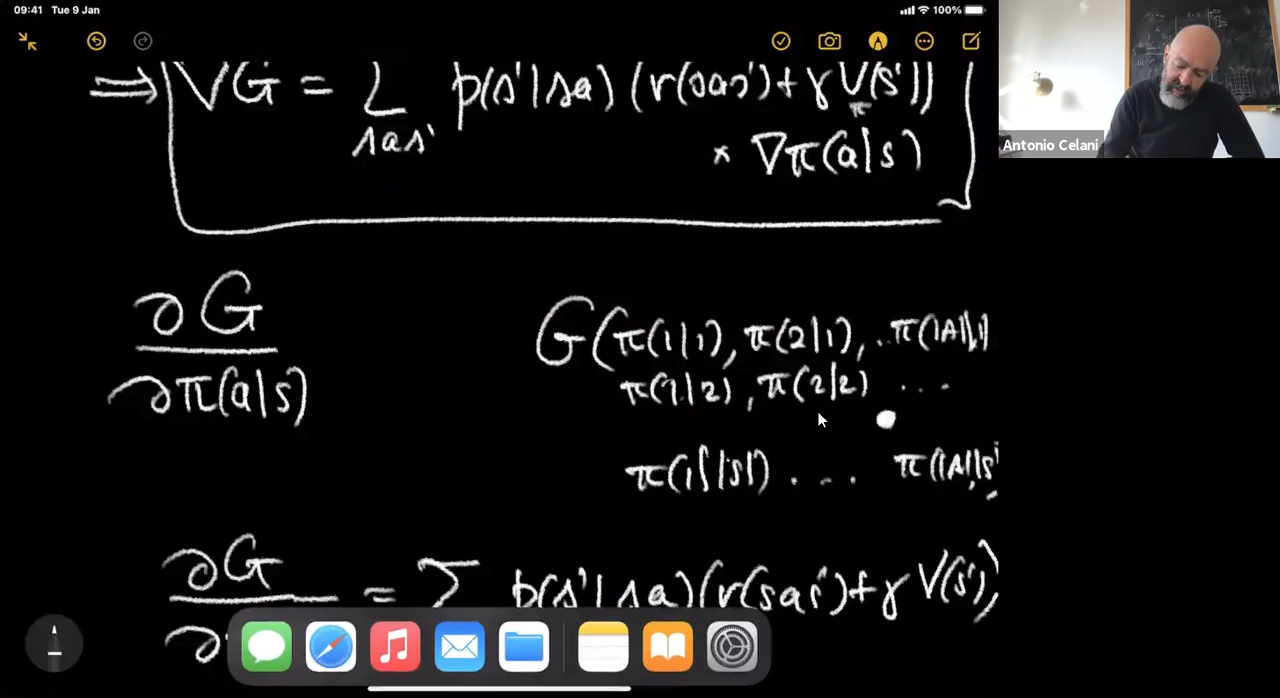 09:41 Tue 9 Jan
100%
⟹ ∇G = Σ p(s'|sa) (r(sas') + γ V(s'))
sas' π
× ∇π(a|s)
∂G
∂π(a|s)
G(π(1|1), π(2|1), .. π(|A||1)
π(1|2), π(2|2) ...
π(1||S|) .... π(|A||S|
∂G = Σ p(s'|sa)(r(sas') + γ V(s'))
∂
Antonio Celani